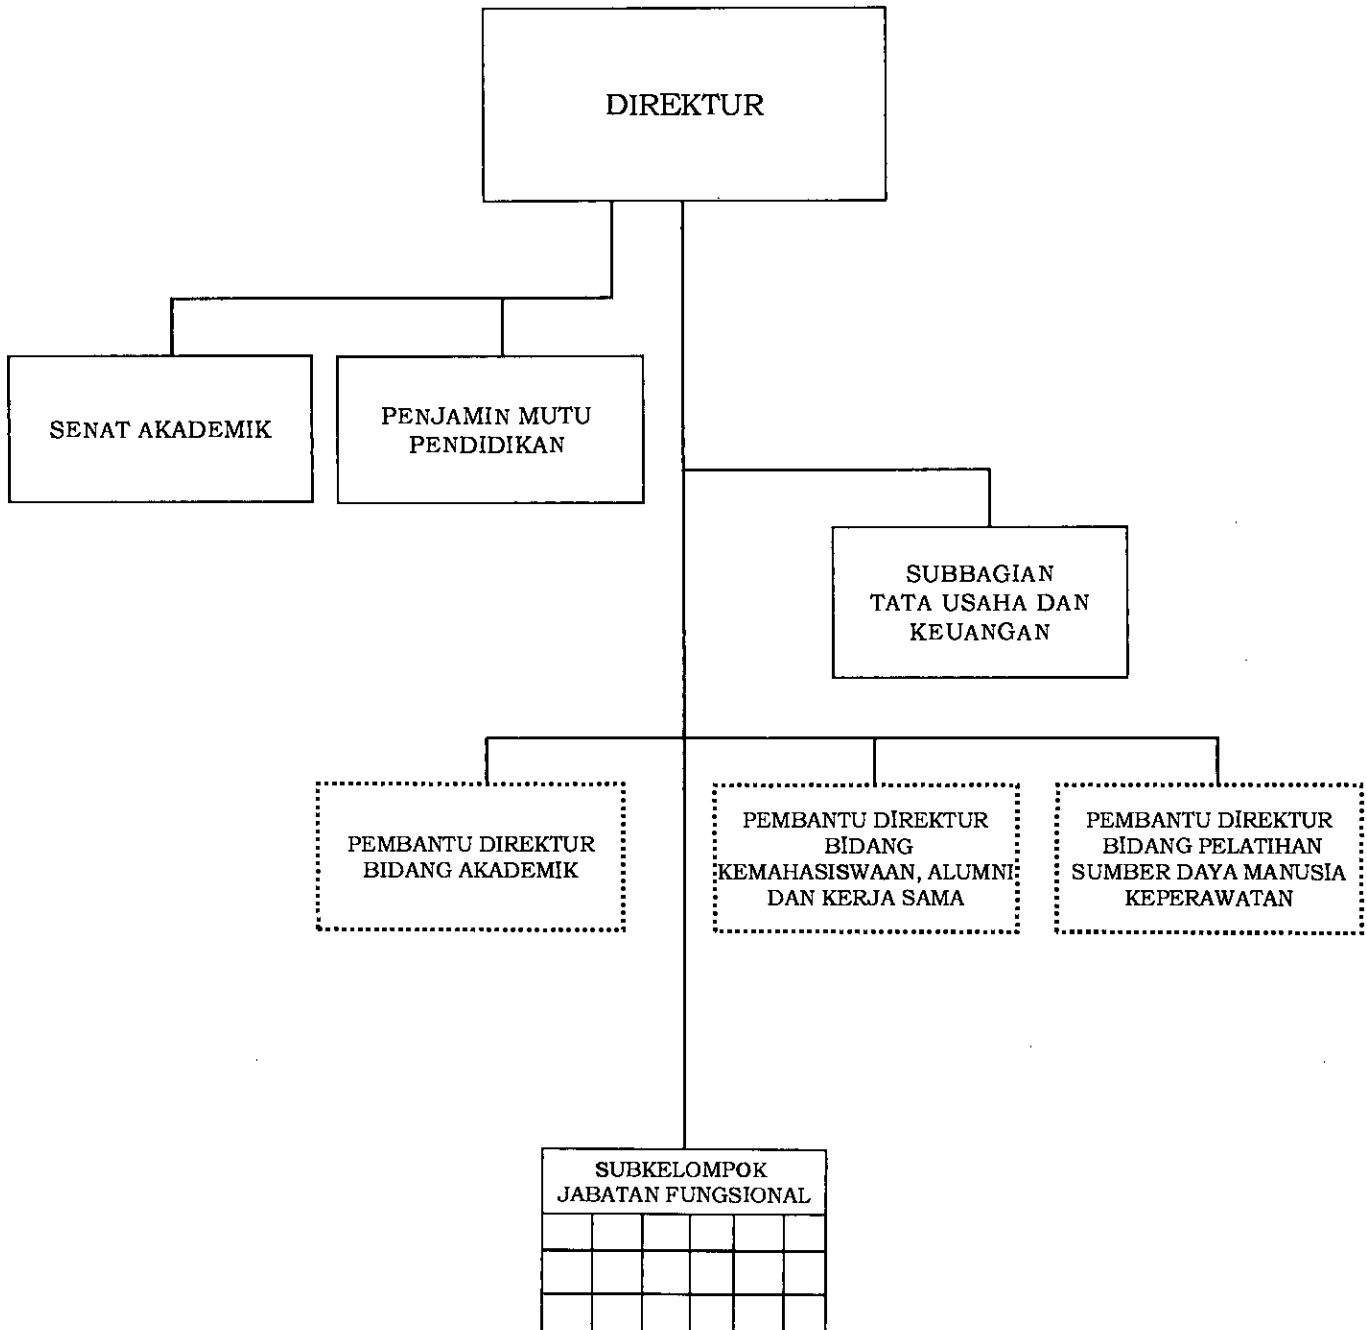 DIREKTUR
SENAT AKADEMIK
PENJAMIN MUTU
PENDIDIKAN
SUBBAGIAN
TATA USAHA DAN
KEUANGAN
PEMBANTU DIREKTUR
BIDANG AKADEMIK
PEMBANTU DIREKTUR
BIDANG
KEMAHASISWAAN, ALUMNI
DAN KERJA SAMA
PEMBANTU DIREKTUR
BIDANG PELATIHAN
SUMBER DAYA MANUSIA
KEPERAWATAN
SUBKELOMPOK
JABATAN FUNGSIONAL